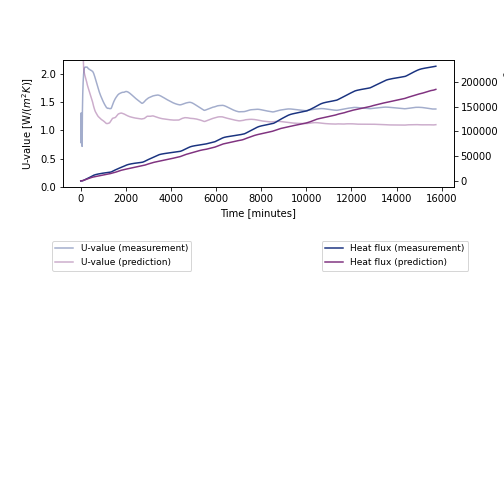 2.0
1.5
1.0
0.5
0.0
U-value [W/(m²K)]
200000
150000
100000
50000
0
0 2000 4000 6000 8000 10000 12000 14000 16000
Time [minutes]
U-value (measurement)
U-value (prediction)
Heat flux (measurement)
Heat flux (prediction)